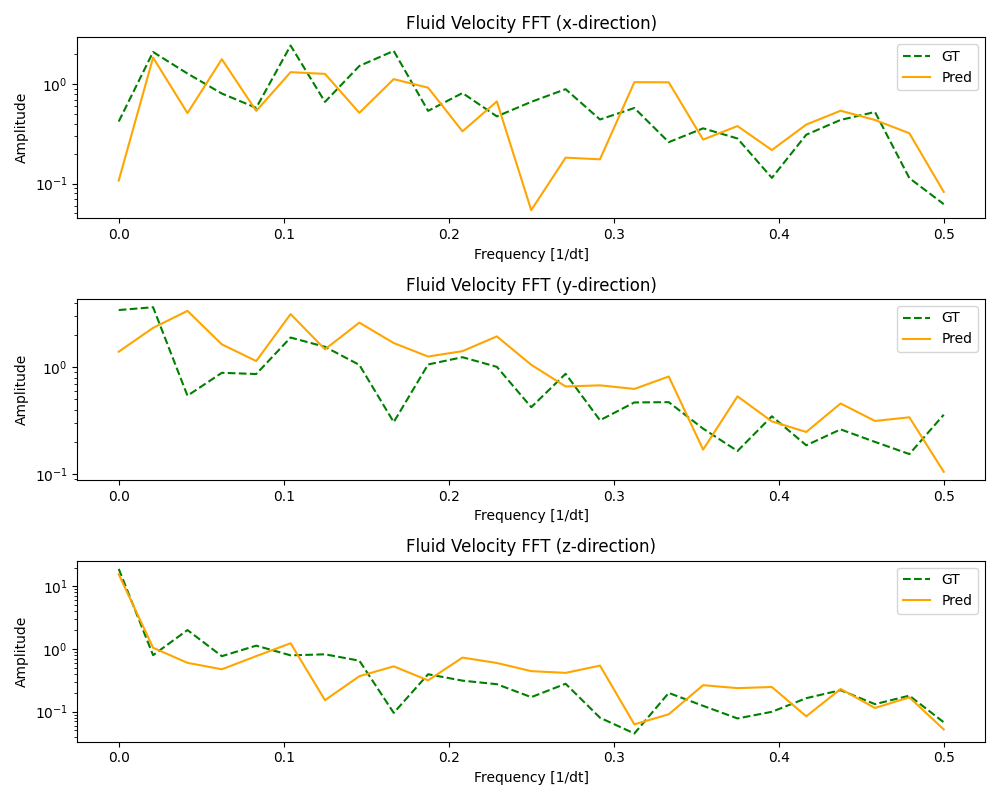 Fluid Velocity FFT (x-direction)
GT
Pred
10⁰
10⁻¹
Amplitude
0.0 0.1 0.2 0.3 0.4 0.5
Frequency [1/dt]
Fluid Velocity FFT (y-direction)
GT
Pred
10⁰
10⁻¹
Amplitude
0.0 0.1 0.2 0.3 0.4 0.5
Frequency [1/dt]
Fluid Velocity FFT (z-direction)
GT
Pred
10¹
10⁰
10⁻¹
Amplitude
0.0 0.1 0.2 0.3 0.4 0.5
Frequency [1/dt]